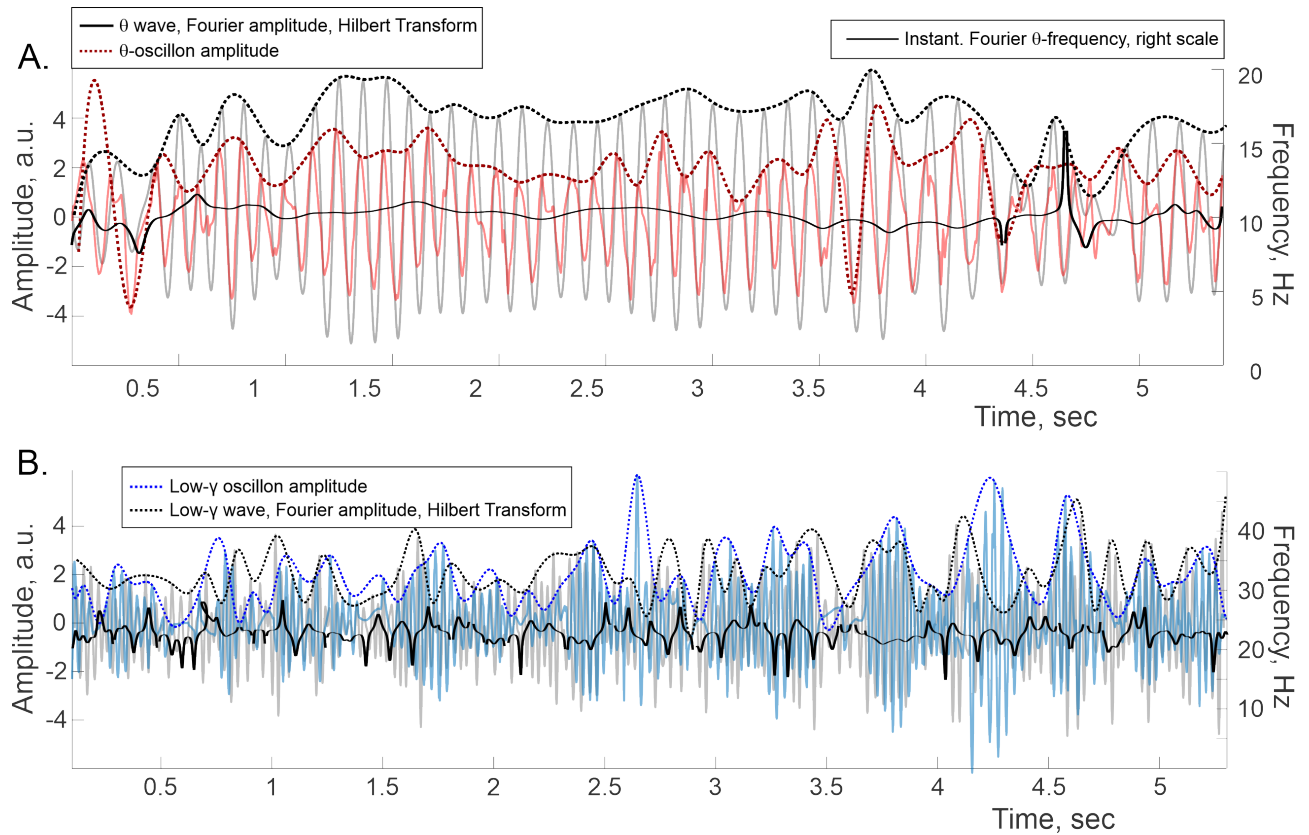 A.
θ wave, Fourier amplitude, Hilbert Transform
θ-oscillon amplitude
Instant. Fourier θ-frequency, right scale
Amplitude, a.u.
4
2
0
-2
-4
20
15
10
5
0
Frequency, Hz
0.5 1 1.5 2 2.5 3 3.5 4 4.5 5
Time, sec
B.
Low-γ oscillon amplitude
Low-γ wave, Fourier amplitude, Hilbert Transform
Amplitude, a.u
4
2
0
-2
-4
40
30
20
10
Frequency, Hz
0.5 1 1.5 2 2.5 3 3.5 4 4.5 5
Time, sec